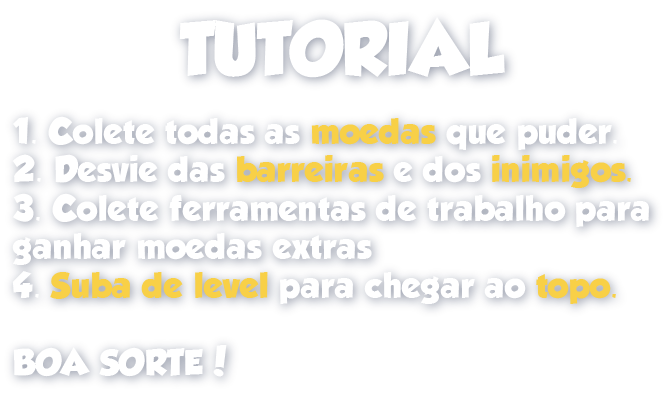 TUTORIAL
1. Colete todas as moedas que puder.
2. Desvie das barreiras e dos inimigos.
3. Colete ferramentas de trabalho para
ganhar moedas extras
4. Suba de level para chegar ao topo.
BOA SORTE!